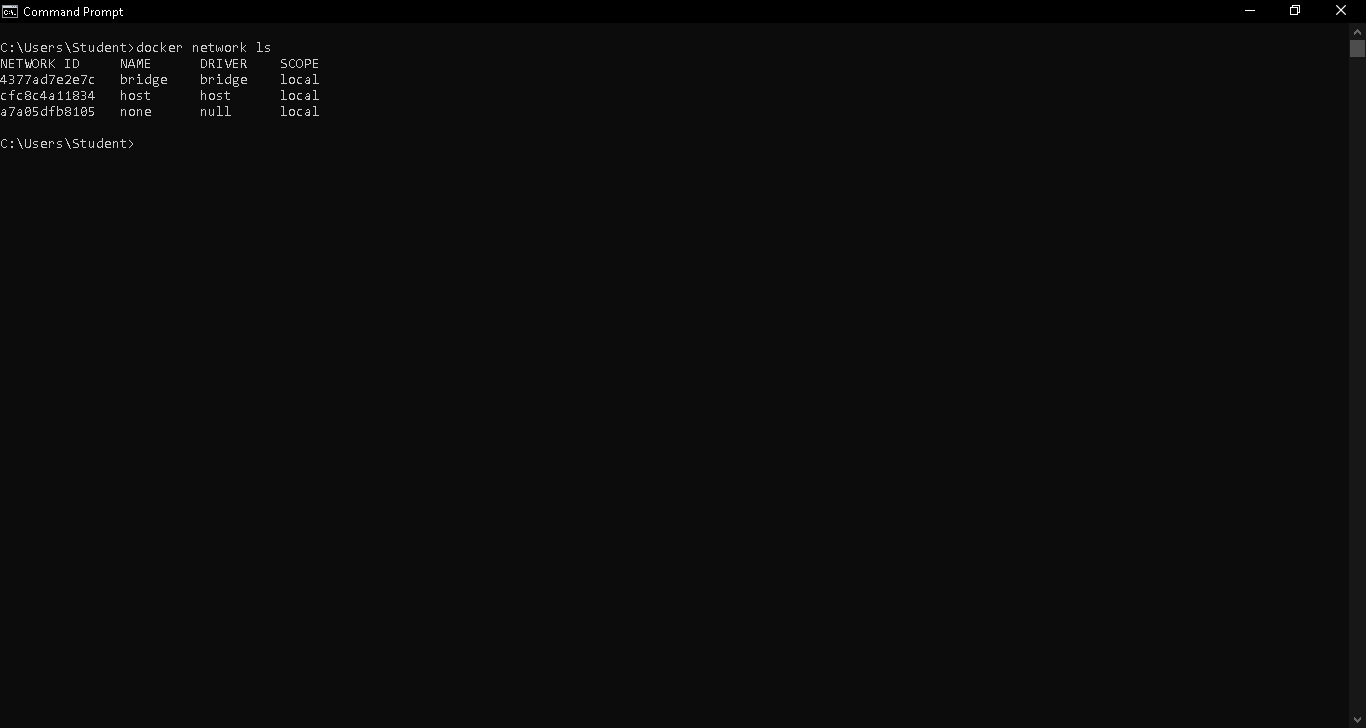 Command Prompt
C:\Users\Student>docker network ls
NETWORK ID     NAME      DRIVER    SCOPE
4377ad7e2e7c   bridge    bridge    local
cfc8c4a11834   host      host      local
a7a05dfb8105   none      null      local
C:\Users\Student>